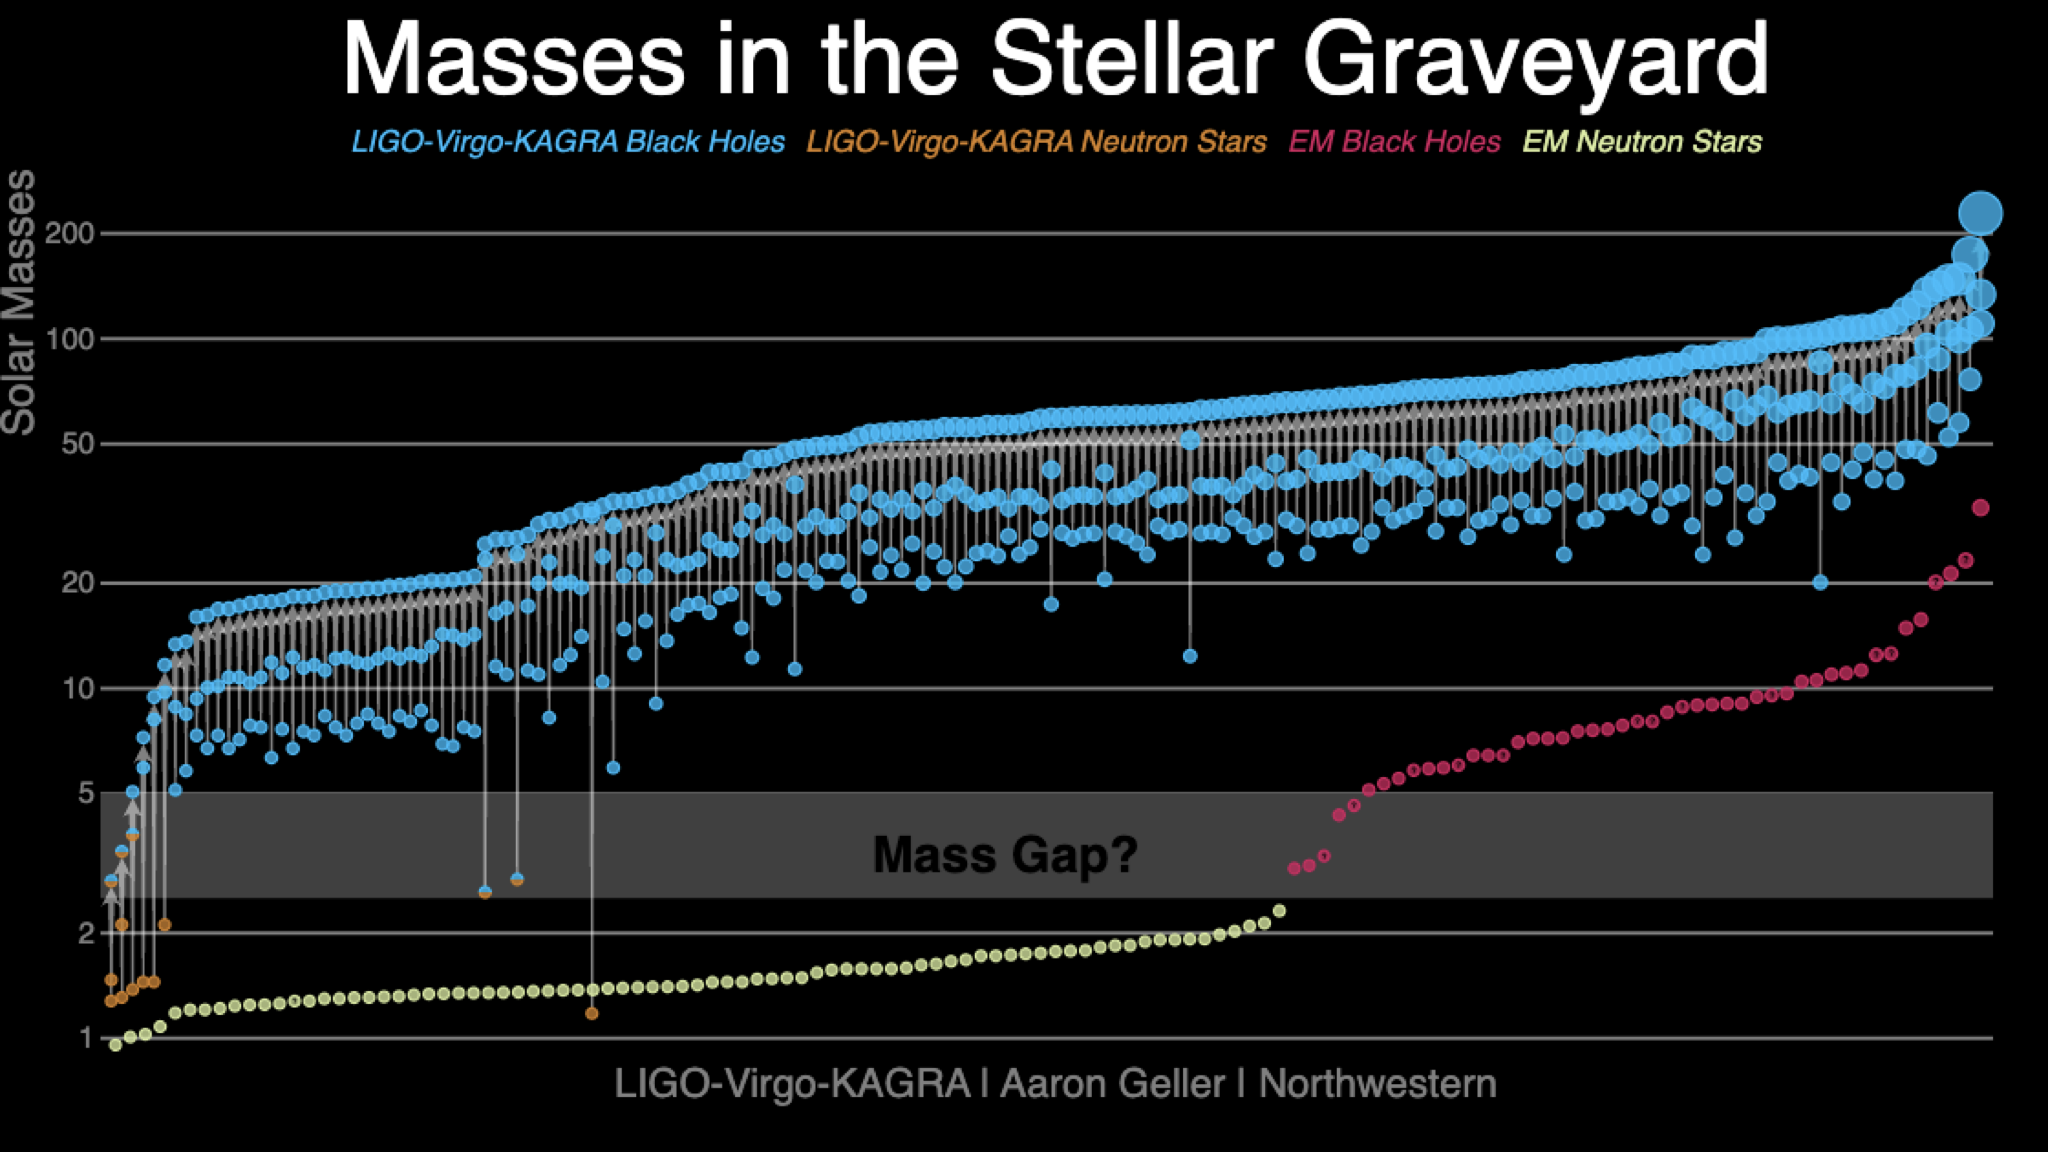 Masses in the Stellar Graveyard
LIGO-Virgo-KAGRA Black Holes LIGO-Virgo-KAGRA Neutron Stars EM Black Holes EM Neutron Stars
Solar Masses
200
100
50
20
10
5
Mass Gap?
2
1
LIGO-Virgo-KAGRA | Aaron Geller | Northwestern